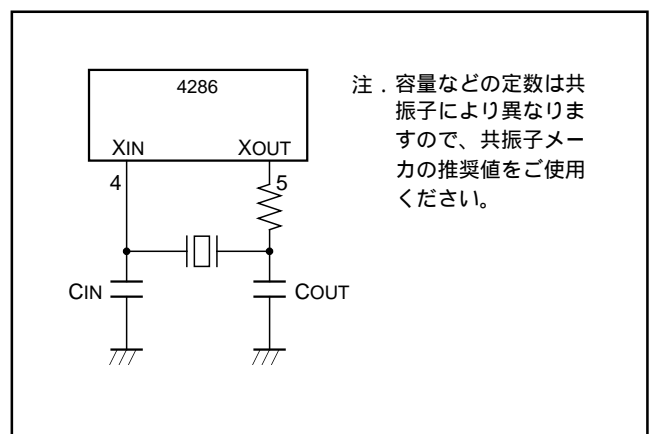 4286
XIN
XOUT
4
5
CIN
COUT
注．容量などの定数は共
振子により異なりま
すので、共振子メー
カの推奨値をご使用
ください。